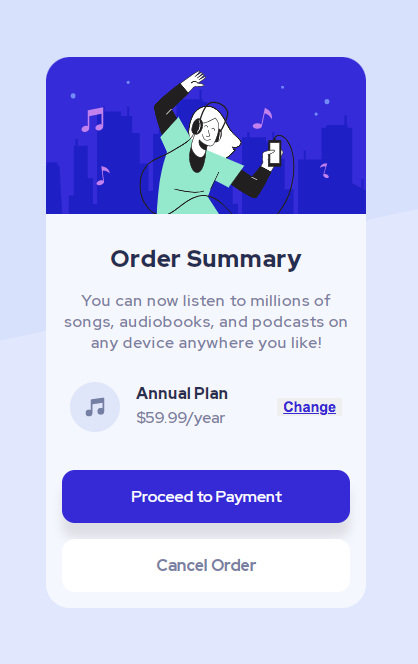 Order Summary
You can now listen to millions of
songs, audiobooks, and podcasts on
any device anywhere you like!
Annual Plan
$59.99/year
Change
Proceed to Payment
Cancel Order